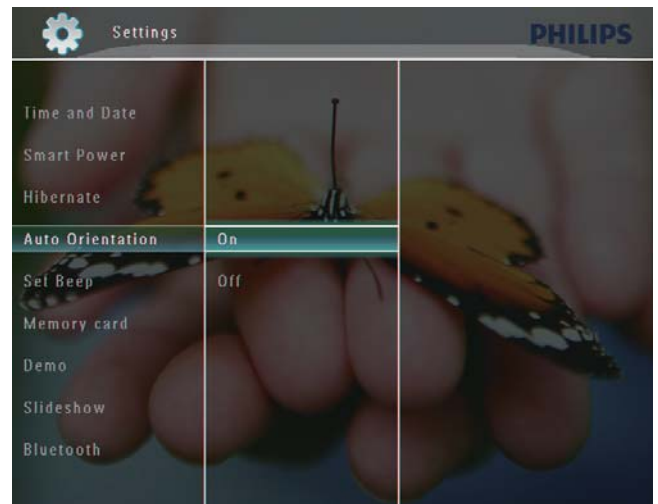 Settings
PHILIPS
Time and Date
Smart Power
Hibernate
Auto Orientation
On
Set Beep
Off
Memory card
Demo
Slideshow
Bluetooth